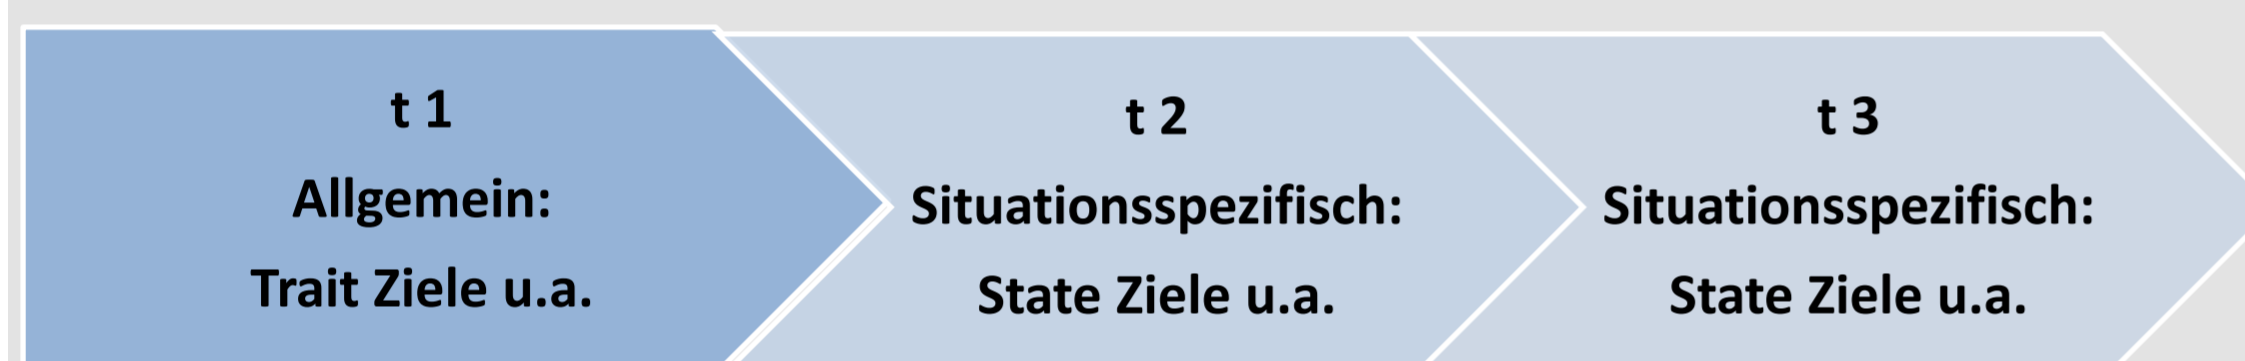 t 1
Allgemein:
Trait Ziele u.a.
t 2
Situationsspezifisch:
State Ziele u.a.
t 3
Situationsspezifisch:
State Ziele u.a.